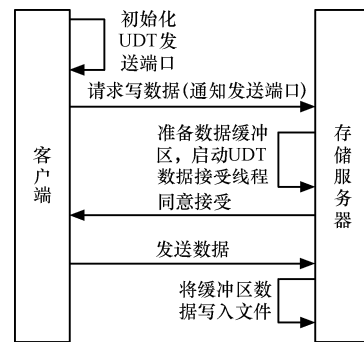 初始化
UDT发
送端口
请求写数据(通知发送端口)
准备数据缓冲
区，启动UDT
数据接受线程
同意接受
发送数据
将缓冲区数
据写入文件
客户端
存储服务器